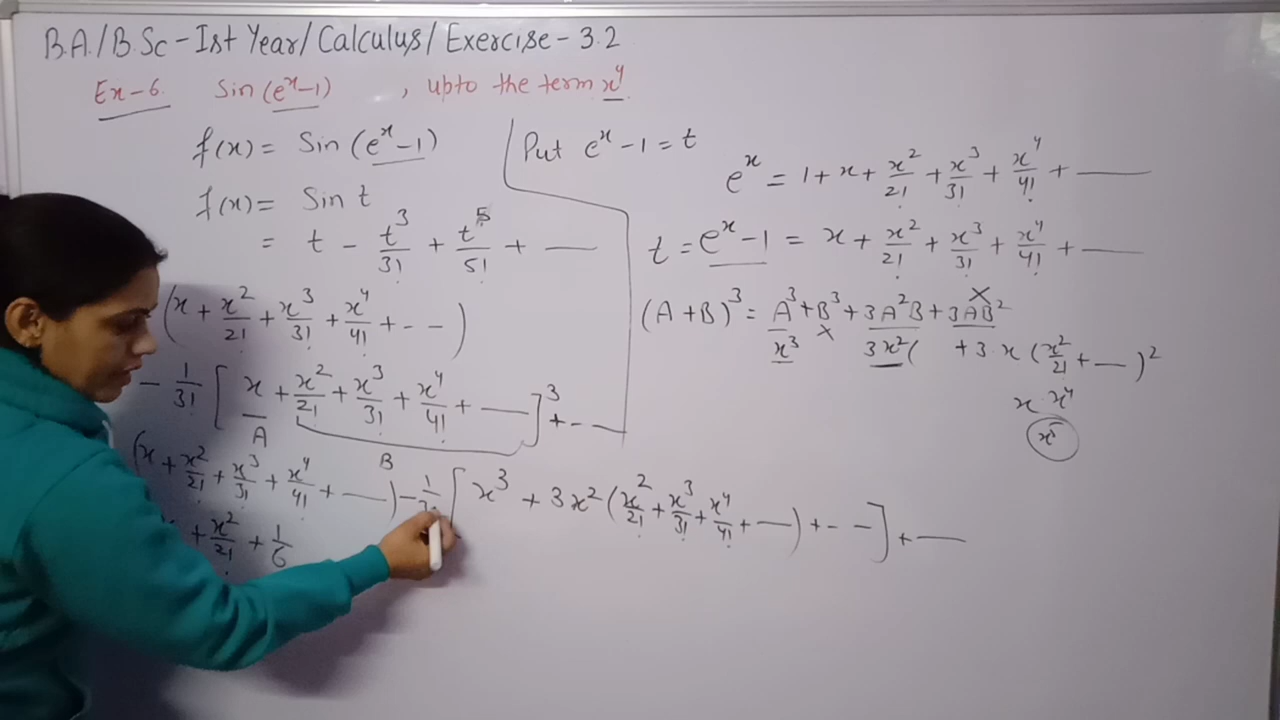 B.A./B.Sc - Ist Year/Calculus/Exercise - 3.2
Ex-6. Sin(e^x-1) , upto the term x^4
f(x) = Sin(e^x-1)
f(x) = Sin t
= t - t^3/3! + t^5/5! + ——
(x + x^2/2! + x^3/3! + x^4/4! + - -)
- 1/3! [x + x^2/2! + x^3/3! + x^4/4! + ——]^3 + - —
A
B
(x + x^2/2! + x^3/3! + x^4/4! + ——) - 1/ [x^3 + 3x^2 (x^2/2! + x^3/3! + x^4/4! + ——) + - -] + ——
+ x^2/2! + 1/6
Put e^x - 1 = t
e^x = 1 + x + x^2/2! + x^3/3! + x^4/4! + ——
t = e^x - 1 = x + x^2/2! + x^3/3! + x^4/4! + ——
(A+B)^3 = A^3 + B^3 + 3A^2B + 3AB^2
x^3 × 3x^2( + 3 x (x^2/2! + ——)^2
×
x · x^4
x^5